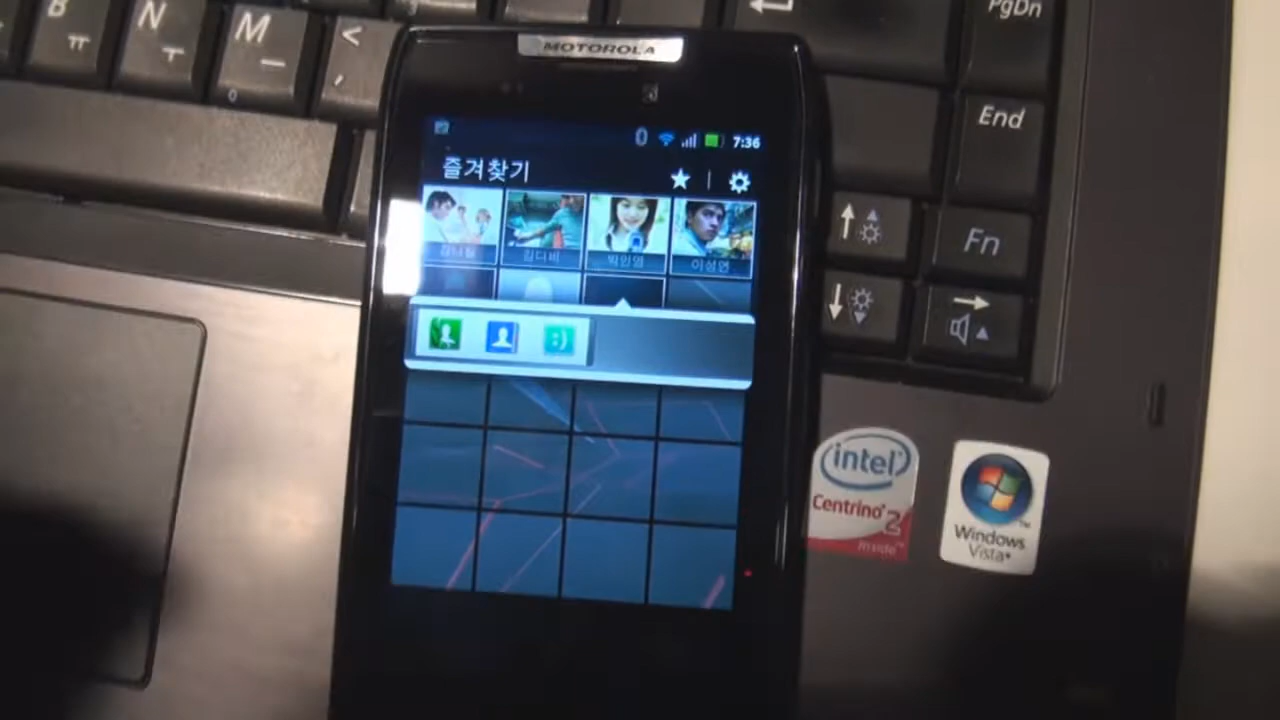 B
ㅠ
N
ㅜ
M
ㅡ
<
,
MOTOROLA
7:36
즐겨찾기
김디비
박인영
이성연
:)
PgDn
End
Fn
intel
Centrino 2
inside™
Windows
Vista